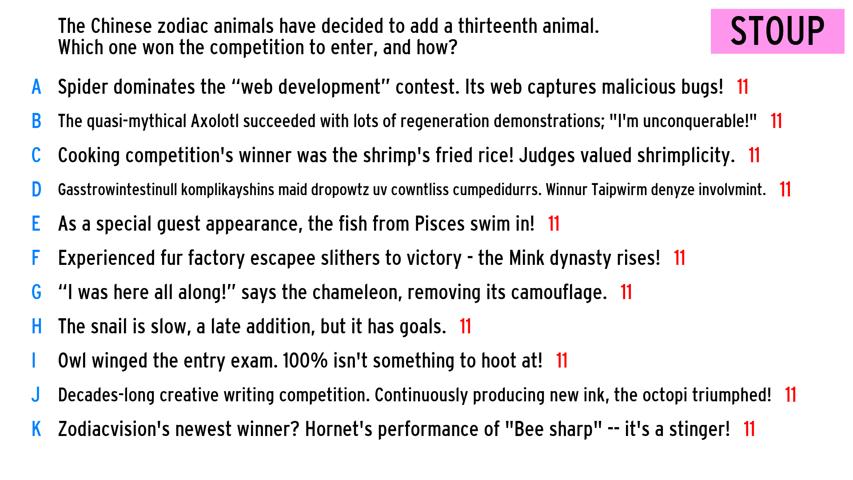 The Chinese zodiac animals have decided to add a thirteenth animal.
Which one won the competition to enter, and how?
STOUP
A Spider dominates the “web development” contest. Its web captures malicious bugs! 11
B The quasi-mythical Axolotl succeeded with lots of regeneration demonstrations; "I'm unconquerable!" 11
C Cooking competition's winner was the shrimp's fried rice! Judges valued shrimplicity. 11
D Gasstrowintestinull komplikayshins maid dropowtz uv cowntliss cumpedidurrs. Winnur Taipwirm denyze involvmint. 11
E As a special guest appearance, the fish from Pisces swim in! 11
F Experienced fur factory escapee slithers to victory - the Mink dynasty rises! 11
G “I was here all along!” says the chameleon, removing its camouflage. 11
H The snail is slow, a late addition, but it has goals. 11
I Owl winged the entry exam. 100% isn't something to hoot at! 11
J Decades-long creative writing competition. Continuously producing new ink, the octopi triumphed! 11
K Zodiacvision's newest winner? Hornet's performance of "Bee sharp" -- it's a stinger! 11